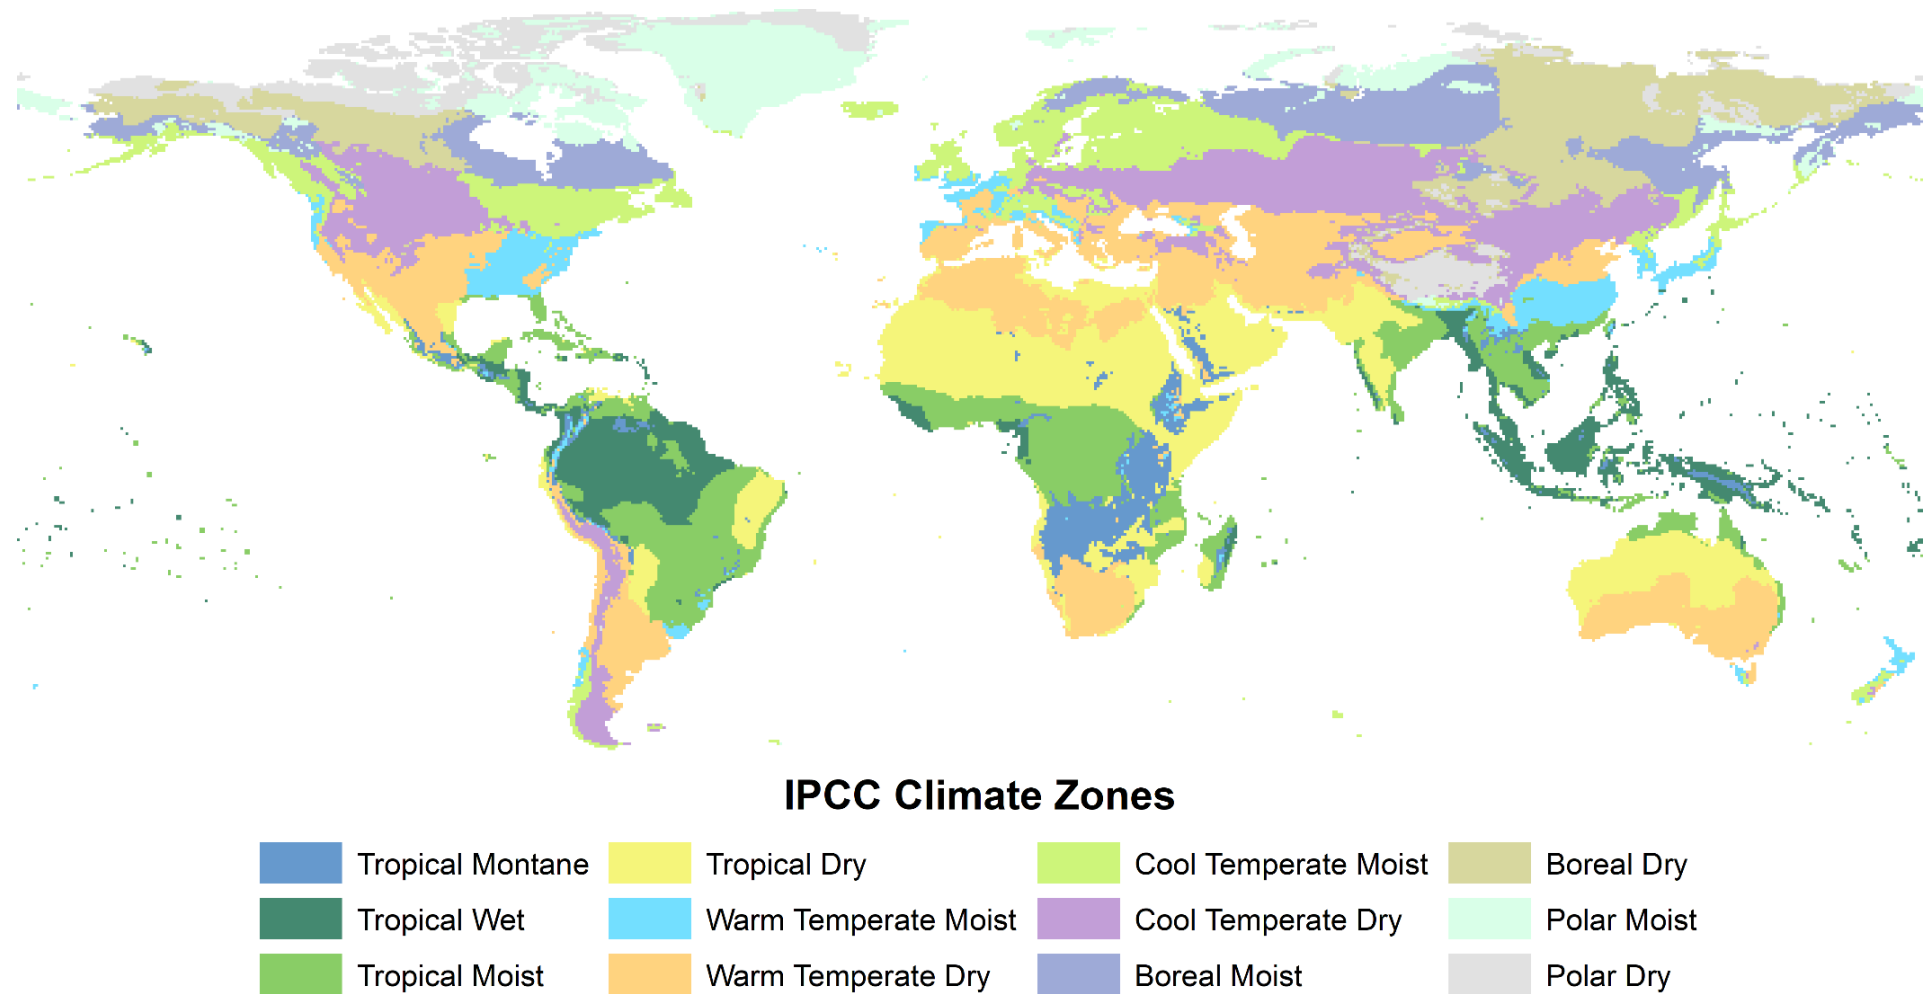 IPCC Climate Zones
Tropical Montane
Tropical Dry
Cool Temperate Moist
Boreal Dry
Tropical Wet
Warm Temperate Moist
Cool Temperate Dry
Polar Moist
Tropical Moist
Warm Temperate Dry
Boreal Moist
Polar Dry